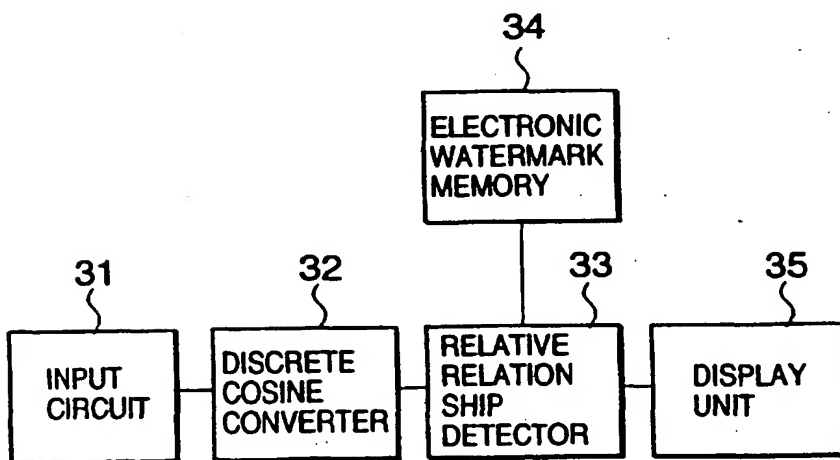 34
ELECTRONIC
WATERMARK
MEMORY
31
32
33
35
INPUT
CIRCUIT
DISCRETE
COSINE
CONVERTER
RELATIVE
RELATION
SHIP
DETECTOR
DISPLAY
UNIT